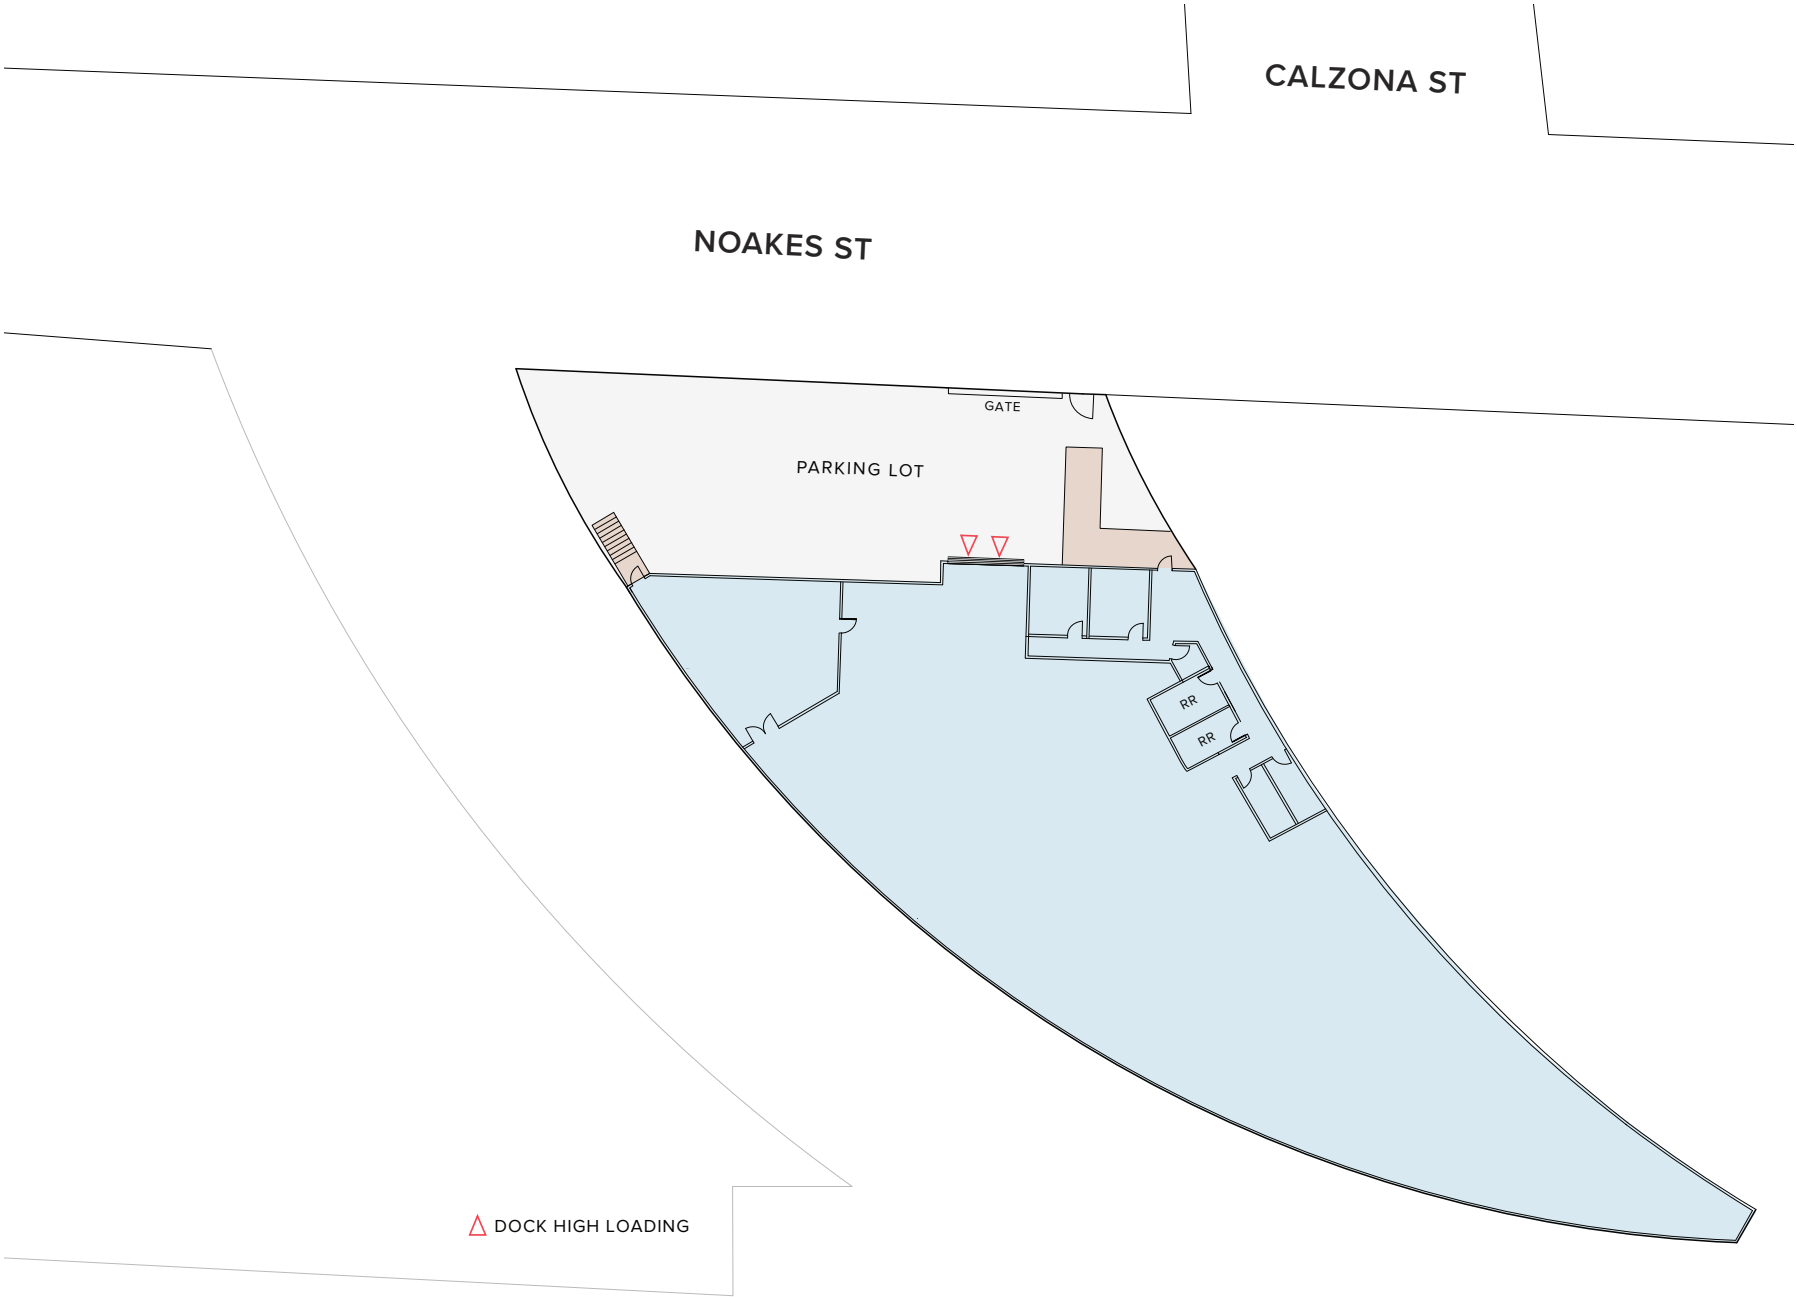 CALZONA ST
NOAKES ST
GATE
PARKING LOT
RR
RR
DOCK HIGH LOADING